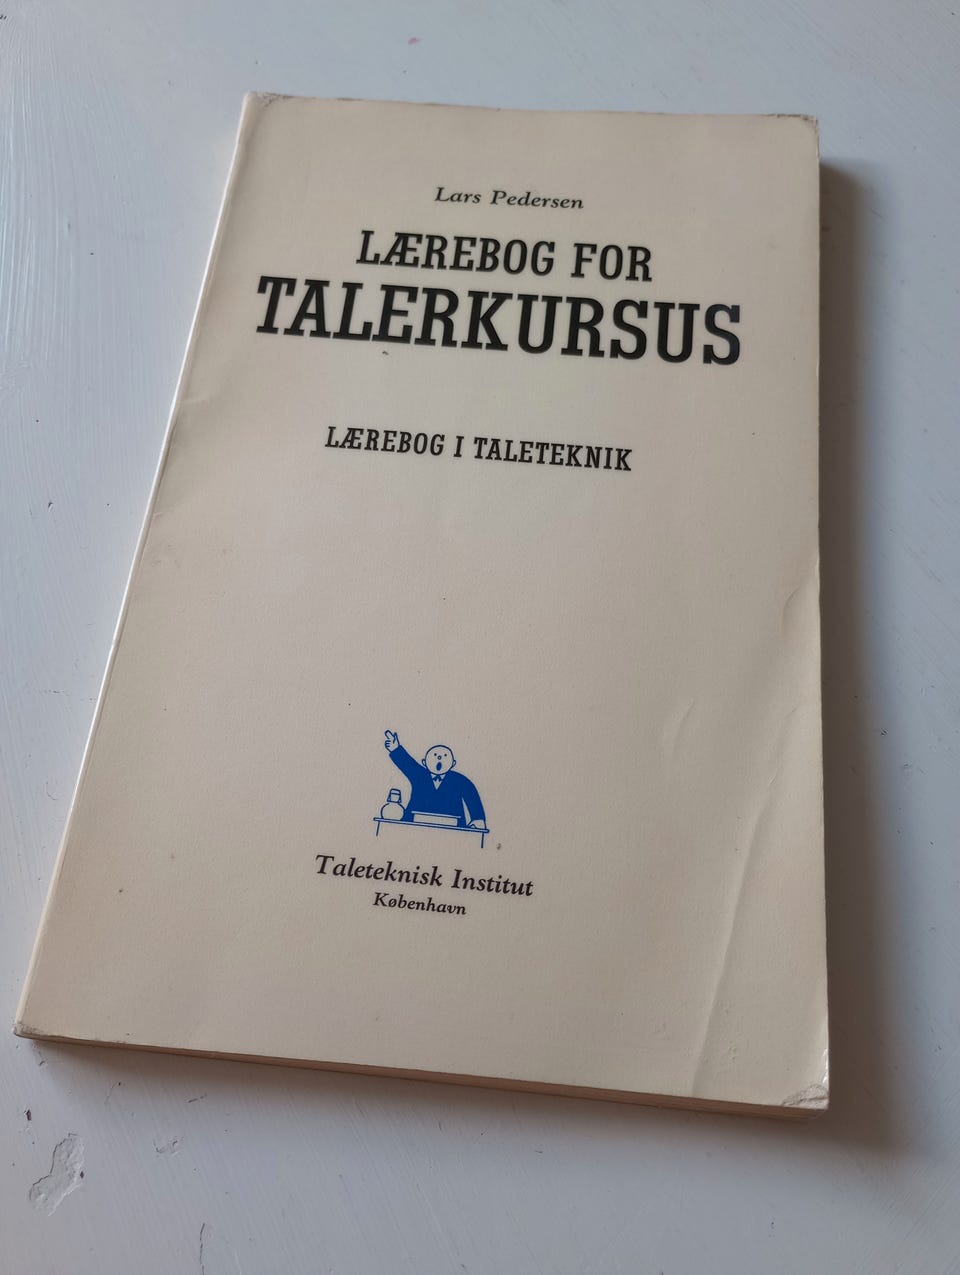 Lars Pedersen
LÆREBOG FOR
TALERKURSUS
LÆREBOG I TALETEKNIK
Taleteknisk Institut
København